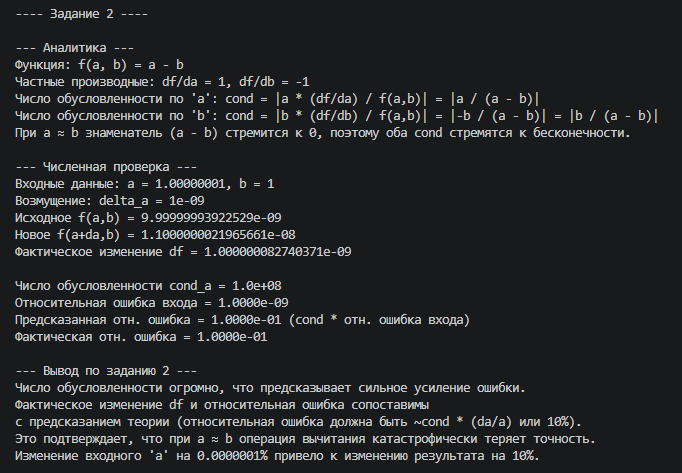 ---- Задание 2 ----
--- Аналитика ---
Функция: f(a, b) = a - b
Частные производные: df/da = 1, df/db = -1
Число обусловленности по 'a': cond = |a * (df/da) / f(a,b)| = |a / (a - b)|
Число обусловленности по 'b': cond = |b * (df/db) / f(a,b)| = |-b / (a - b)| = |b / (a - b)|
При a ≈ b знаменатель (a - b) стремится к 0, поэтому оба cond стремятся к бесконечности.
--- Численная проверка ---
Входные данные: a = 1.00000001, b = 1
Возмущение: delta_a = 1e-09
Исходное f(a,b) = 9.99999993922529e-09
Новое f(a+da,b) = 1.1000000021965661e-08
Фактическое изменение df = 1.000000082740371e-09
Число обусловленности cond_a = 1.0e+08
Относительная ошибка входа = 1.0000e-09
Предсказанная отн. ошибка = 1.0000e-01 (cond * отн. ошибка входа)
Фактическая отн. ошибка = 1.0000e-01
--- Вывод по заданию 2 ---
Число обусловленности огромно, что предсказывает сильное усиление ошибки.
Фактическое изменение df и относительная ошибка сопоставимы
с предсказанием теории (относительная ошибка должна быть ~cond * (da/a) или 10%).
Это подтверждает, что при a ≈ b операция вычитания катастрофически теряет точность.
Изменение входного 'a' на 0.0000001% привело к изменению результата на 10%.